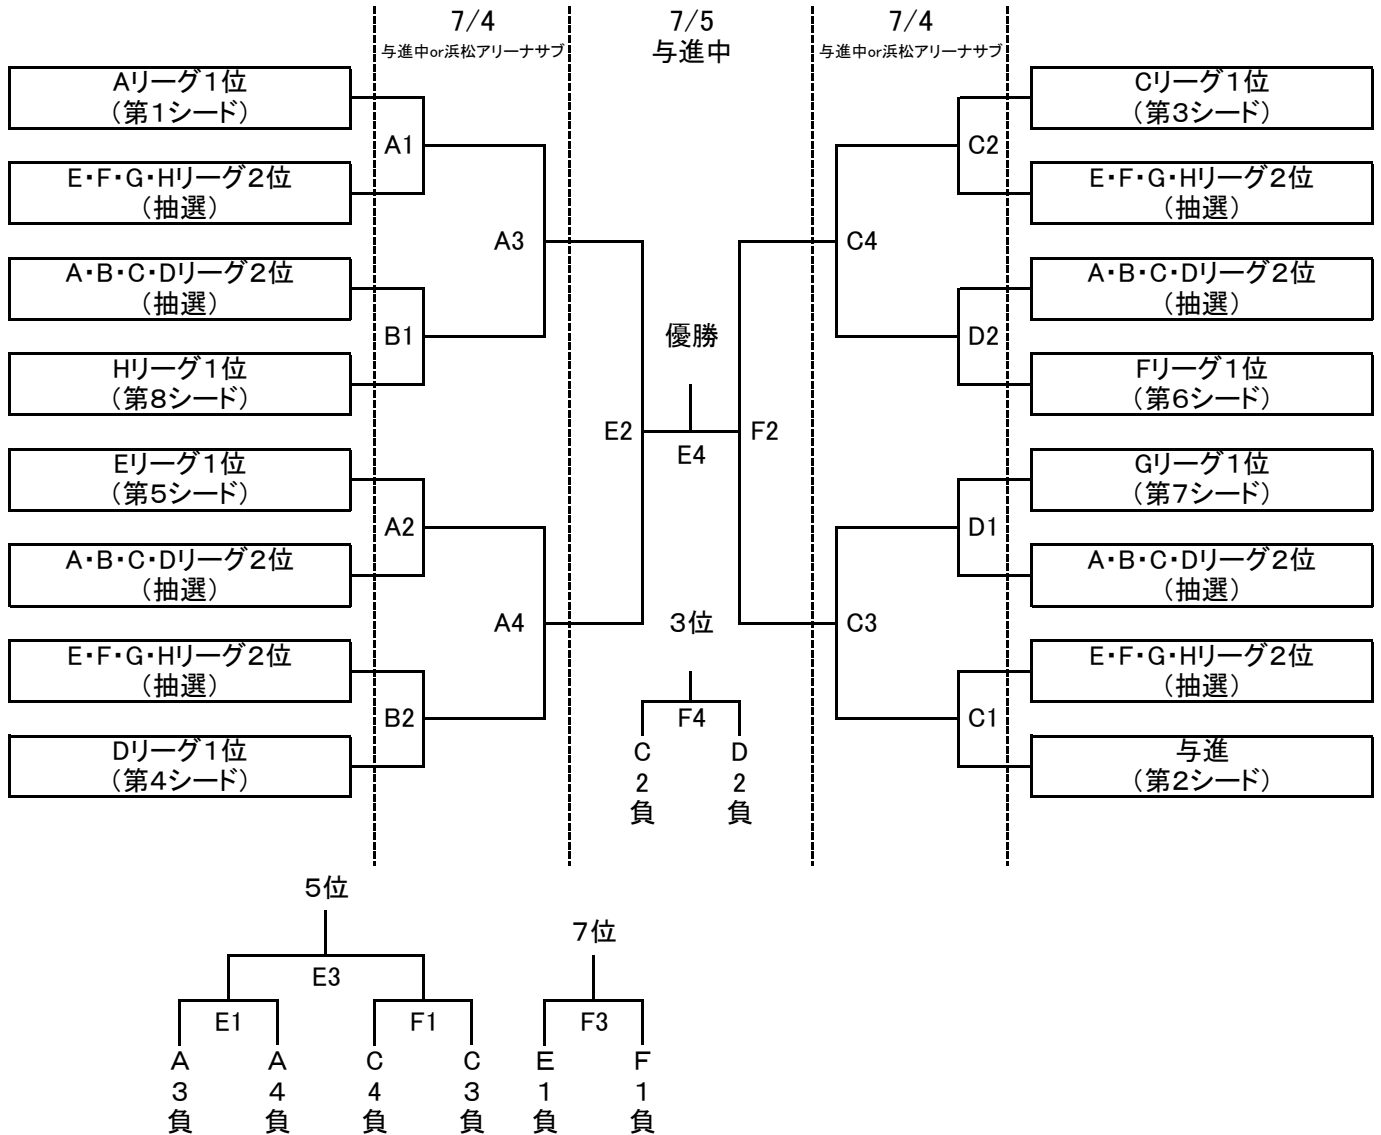 7/4
与進中or浜松アリーナサブ
7/5
与進中
7/4
与進中or浜松アリーナサブ
Aリーグ1位
（第1シード）
E・F・G・Hリーグ2位
（抽選）
A・B・C・Dリーグ2位
（抽選）
Hリーグ1位
（第8シード）
Eリーグ1位
（第5シード）
A・B・C・Dリーグ2位
（抽選）
E・F・G・Hリーグ2位
（抽選）
Dリーグ1位
（第4シード）
A1
B1
A2
B2
A3
A4
E2
優勝
E4
F2
3位
F4
C2負
D2負
C4
C3
C2
D2
D1
C1
Cリーグ1位
（第3シード）
E・F・G・Hリーグ2位
（抽選）
A・B・C・Dリーグ2位
（抽選）
Fリーグ1位
（第6シード）
Gリーグ1位
（第7シード）
A・B・C・Dリーグ2位
（抽選）
E・F・G・Hリーグ2位
（抽選）
与進
（第2シード）
5位
E3
E1
F1
A3負
A4負
C4負
C3負
7位
F3
E1負
F1負